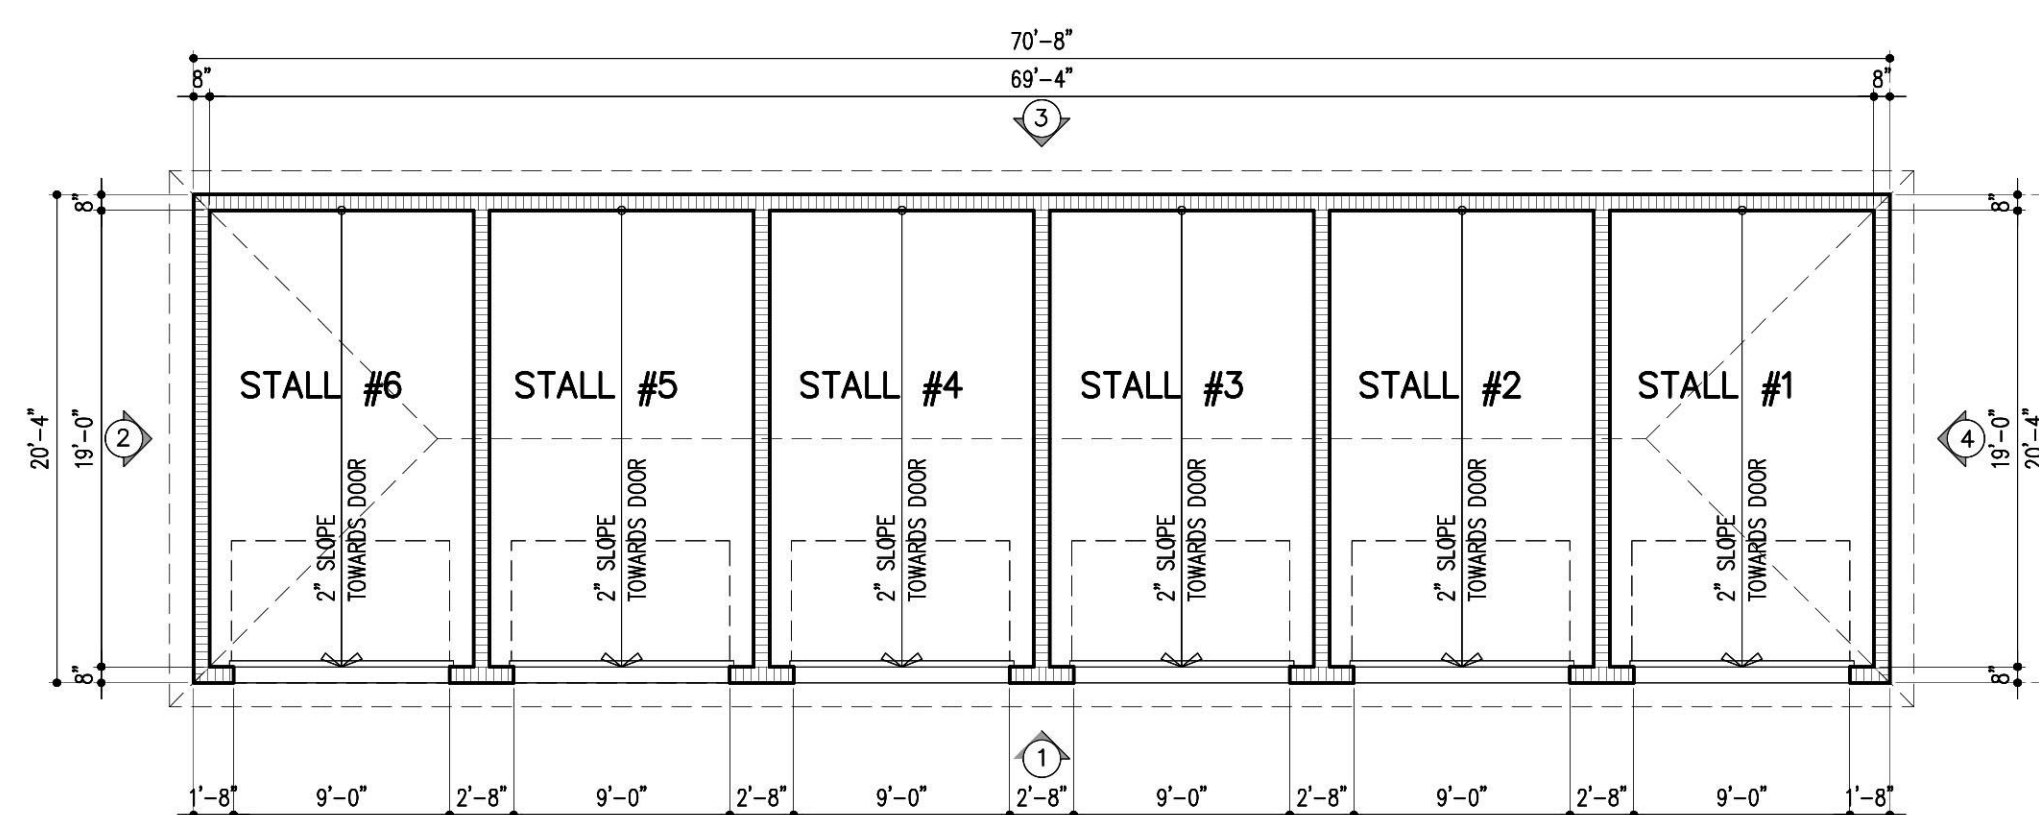 70'-8"
8" 69'-4" 8"
3
8" 8"
STALL #6 STALL #5 STALL #4 STALL #3 STALL #2 STALL #1
20'-4" 19'-0" 2 4 19'-0" 20'-4"
2" SLOPE
TOWARDS DOOR
2" SLOPE
TOWARDS DOOR
2" SLOPE
TOWARDS DOOR
2" SLOPE
TOWARDS DOOR
2" SLOPE
TOWARDS DOOR
2" SLOPE
TOWARDS DOOR
8" 8"
1
1'-8" 9'-0" 2'-8" 9'-0" 2'-8" 9'-0" 2'-8" 9'-0" 2'-8" 9'-0" 2'-8" 9'-0" 1'-8"